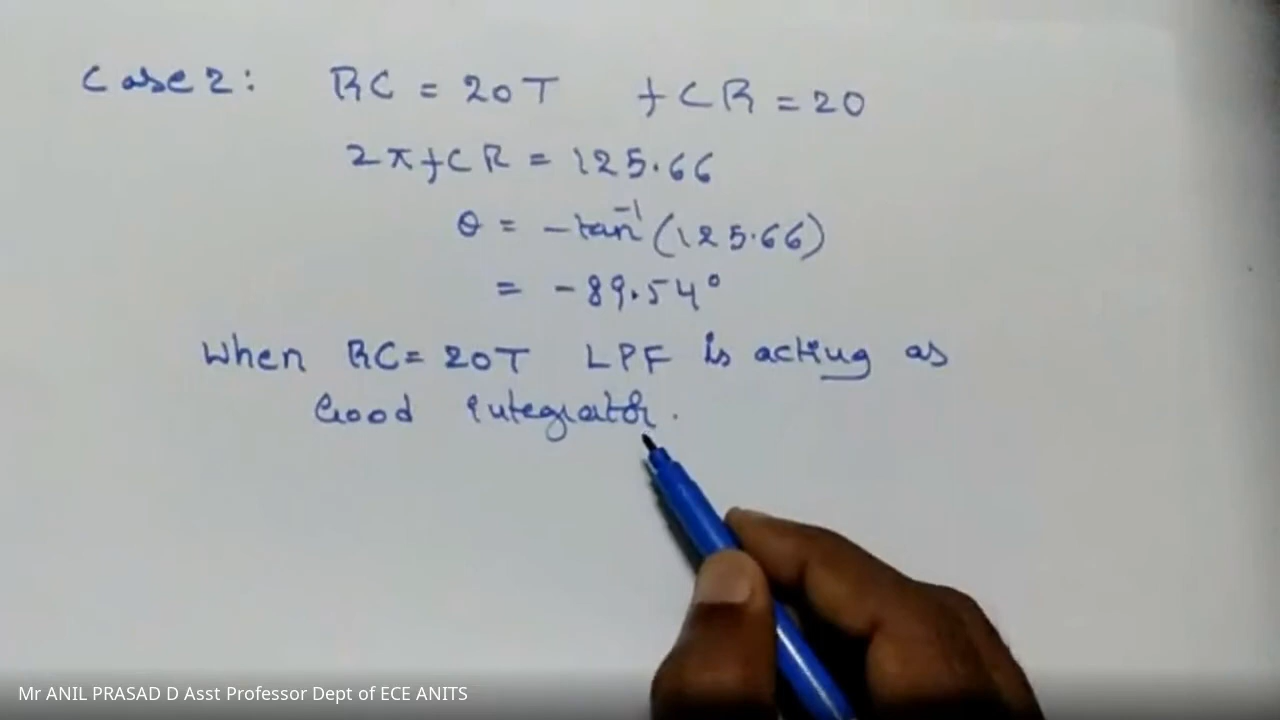 Case 2: RC = 20T fCR = 20
2πfCR = 125.66
θ = -tan⁻¹(125.66)
= -89.54°
When RC = 20T LPF is acting as
Good integrator.
Mr ANIL PRASAD D Asst Professor Dept of ECE ANITS